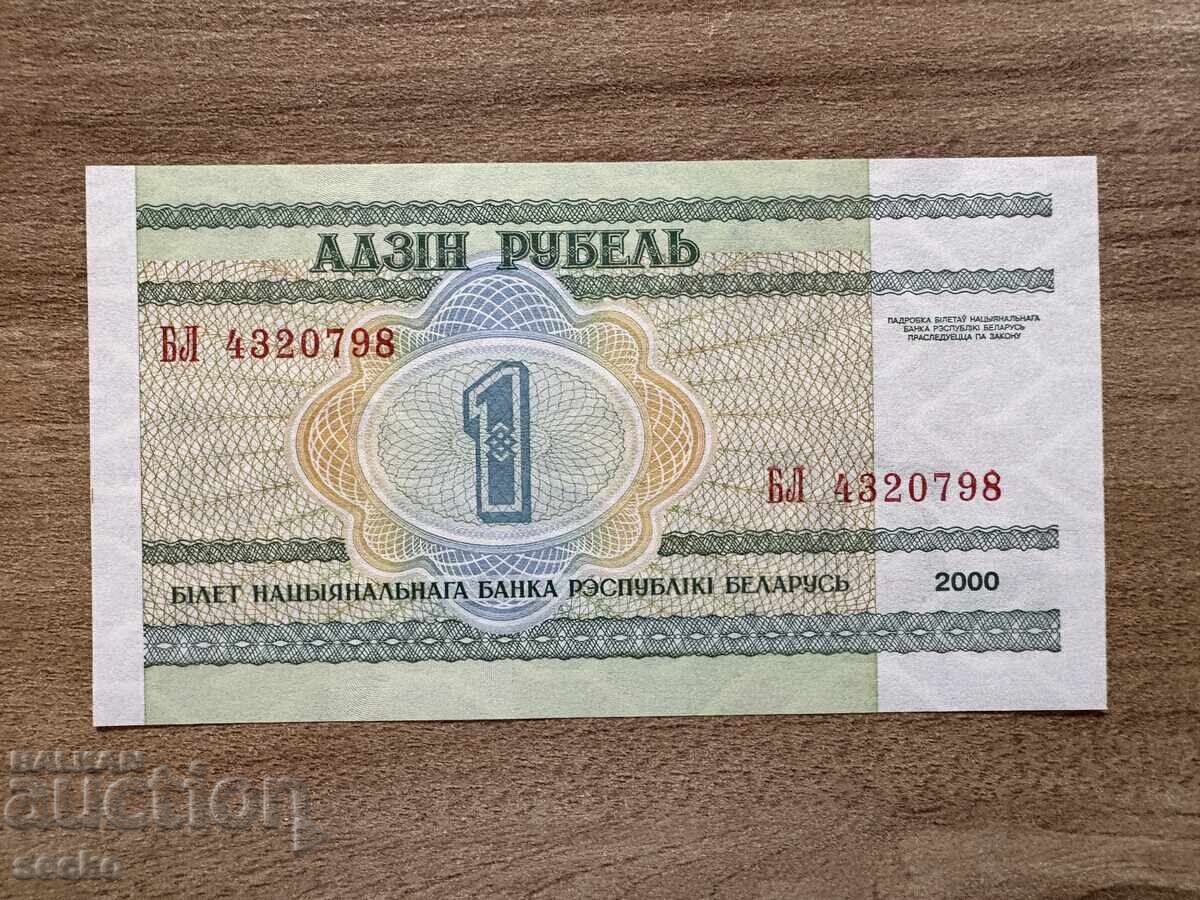 АДЗІН РУБЕЛЬ
БЛ 4320798
ПАДРОБКА БІЛЕТАЎ НАЦЫЯНАЛЬНАГА
БАНКА РЭСПУБЛІКІ БЕЛАРУСЬ
ПРАСЛЕДУЕЦЦА ПА ЗАКОНУ
1
БЛ 4320798
БІЛЕТ НАЦЫЯНАЛЬНАГА БАНКА РЭСПУБЛІКІ БЕЛАРУСЬ 2000
BALKAN
auction
secko